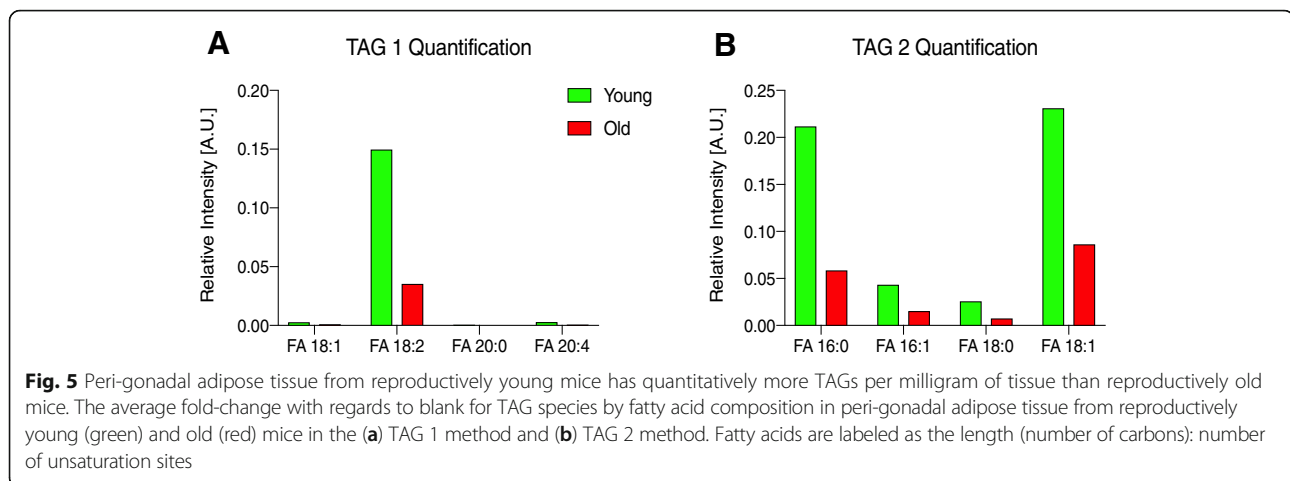 A
TAG 1 Quantification
Relative Intensity [A.U.]
0.20
0.15
0.10
0.05
0.00
FA 18:1 FA 18:2 FA 20:0 FA 20:4
Young
Old
B
TAG 2 Quantification
Relative Intensity [A.U.]
0.25
0.20
0.15
0.10
0.05
0.00
FA 16:0 FA 16:1 FA 18:0 FA 18:1
Fig. 5 Peri-gonadal adipose tissue from reproductively young mice has quantitatively more TAGs per milligram of tissue than reproductively old
mice. The average fold-change with regards to blank for TAG species by fatty acid composition in peri-gonadal adipose tissue from reproductively
young (green) and old (red) mice in the (a) TAG 1 method and (b) TAG 2 method. Fatty acids are labeled as the length (number of carbons): number
of unsaturation sites